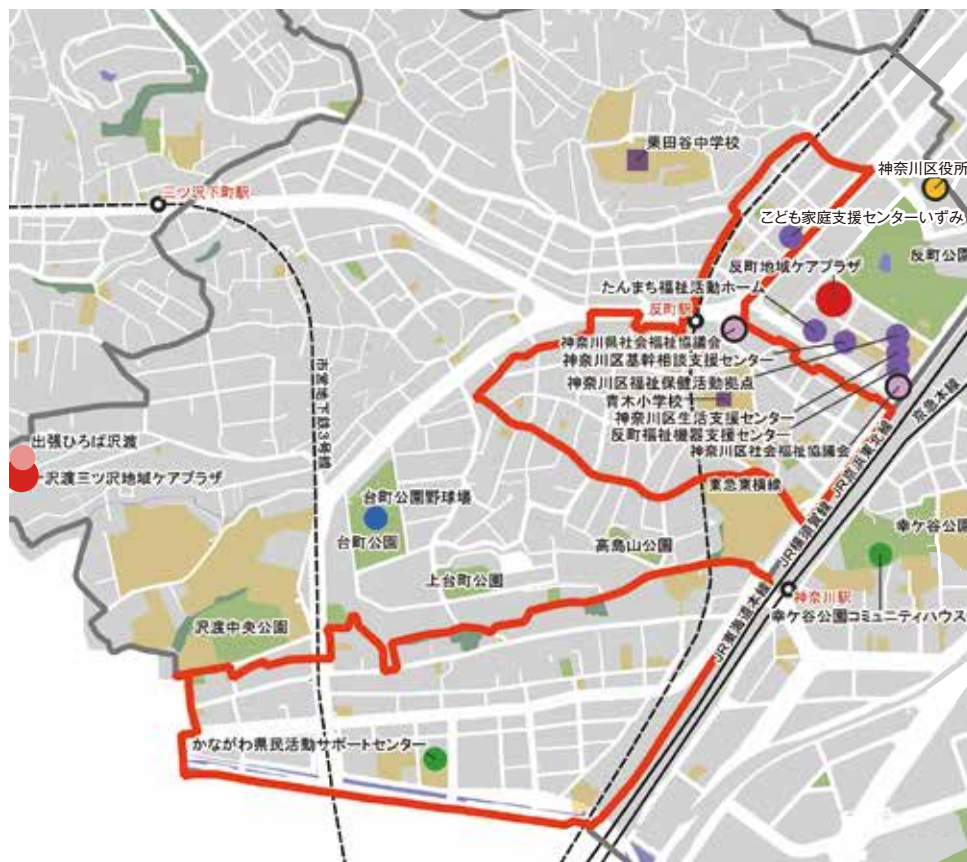 栗田谷中学校
神奈川区役所
三ツ沢下町駅
こども家庭支援センターいずみ
反町公園
反町地域ケアプラザ
たんまち福祉活動ホーム
反町駅
神奈川県社会福祉協議会
神奈川区基幹相談支援センター
神奈川区福祉保健活動拠点
青木小学校
神奈川区生活支援センター
反町福祉機器支援センター
神奈川区社会福祉協議会
市営地下鉄3号線
京急本線
JR京浜東北線
出張ひろば沢渡
沢渡三ツ沢地域ケアプラザ
東急東横線
台町公園野球場
台町公園
高島山公園
JR横須賀線
幸ケ谷公園
上台町公園
神奈川駅
幸ケ谷公園コミュニティハウス
沢渡中央公園
JR東海道本線
かながわ県民活動サポートセンター